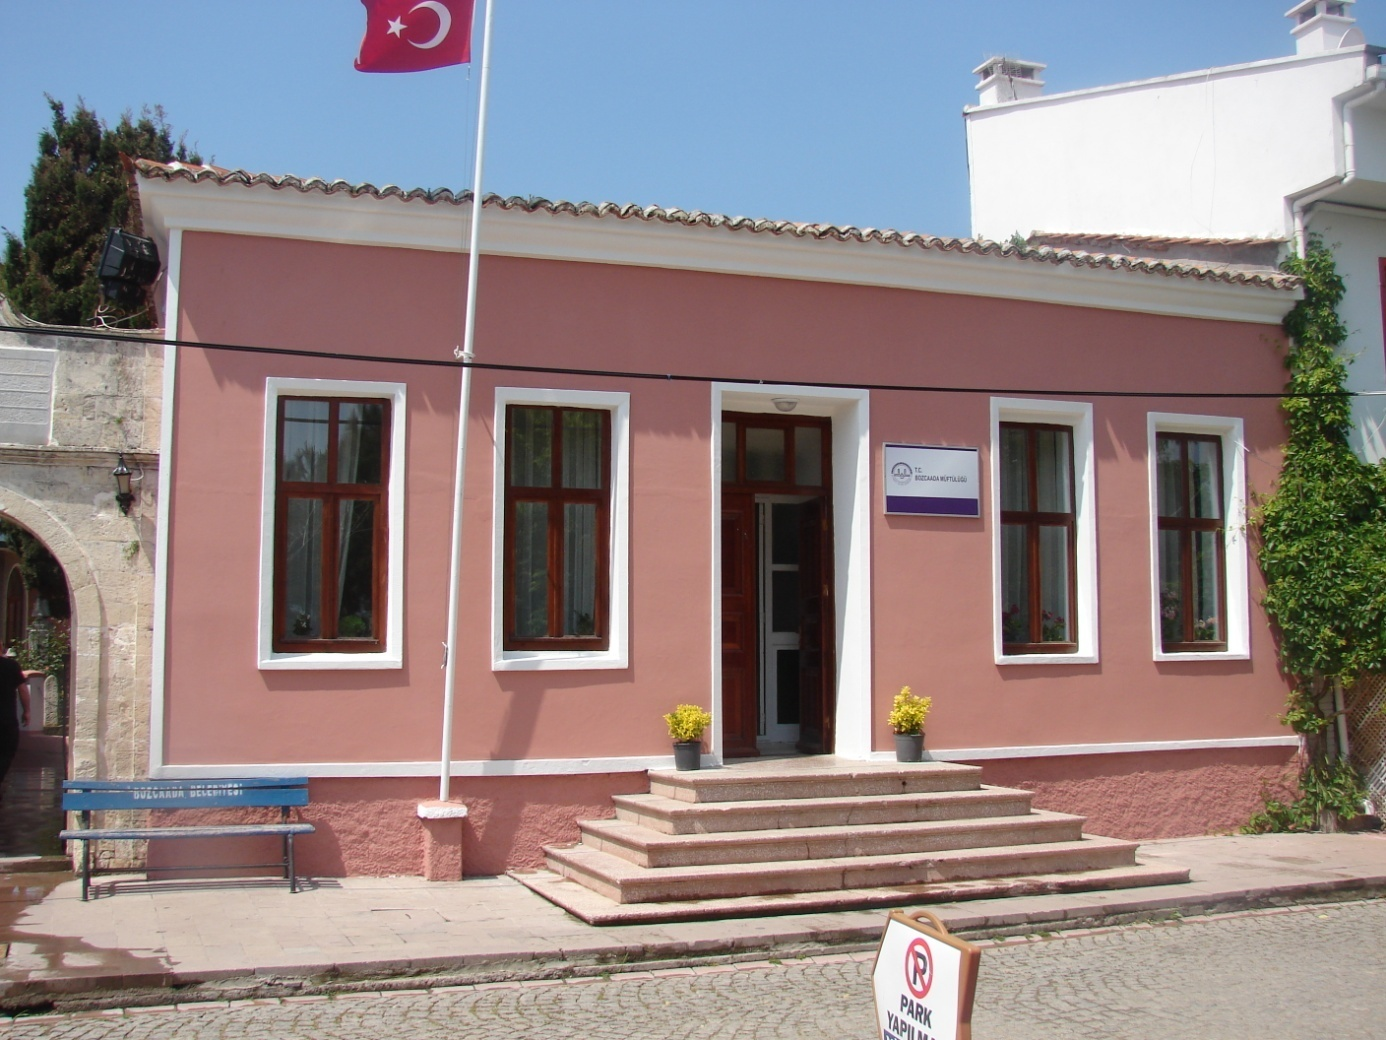 T.C.
BOZCAADA MÜFTÜLÜĞÜ
BOZCAADA BELEDİYESİ
P
PARK
YAPILMA